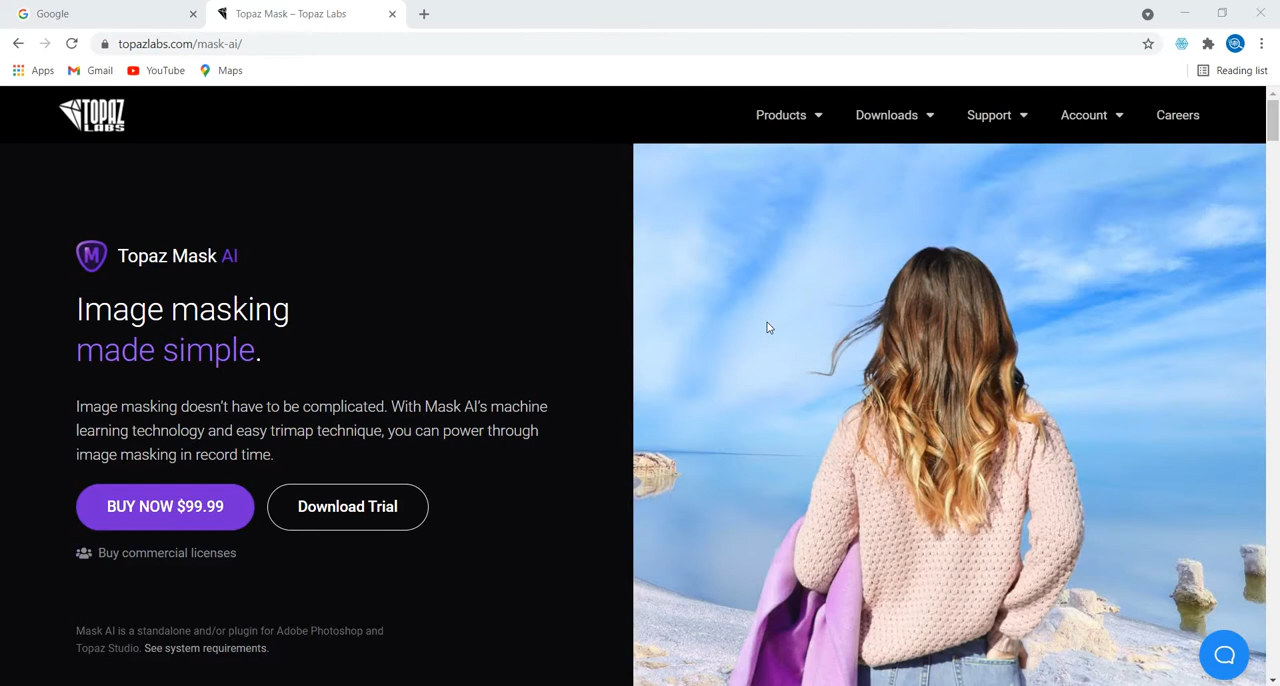 Google
Topaz Mask – Topaz Labs
topazlabs.com/mask-ai/
Apps
Gmail
YouTube
Maps
Reading list
TOPAZ
LABS
Products
Downloads
Support
Account
Careers
M
Topaz Mask AI
Image masking
made simple.
Image masking doesn't have to be complicated. With Mask AI's machine
learning technology and easy trimap technique, you can power through
image masking in record time.
BUY NOW $99.99
Download Trial
Buy commercial licenses
Mask AI is a standalone and/or plugin for Adobe Photoshop and
Topaz Studio. See system requirements.